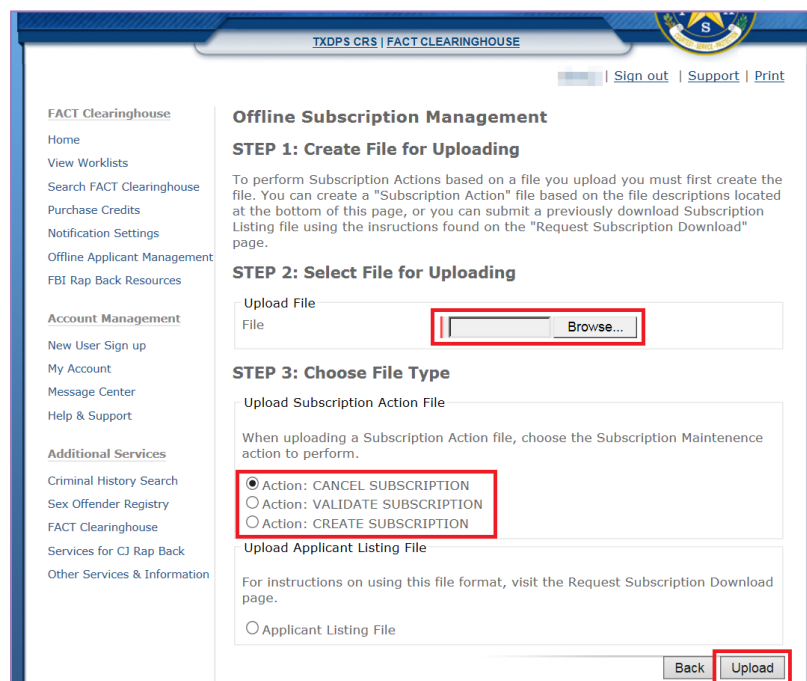 S
TXDPS CRS | FACT CLEARINGHOUSE
| Sign out | Support | Print
FACT Clearinghouse
Home
View Worklists
Search FACT Clearinghouse
Purchase Credits
Notification Settings
Offline Applicant Management
FBI Rap Back Resources
Account Management
New User Sign up
My Account
Message Center
Help & Support
Additional Services
Criminal History Search
Sex Offender Registry
FACT Clearinghouse
Services for CJ Rap Back
Other Services & Information
Offline Subscription Management
STEP 1: Create File for Uploading
To perform Subscription Actions based on a file you upload you must first create the
file. You can create a "Subscription Action" file based on the file descriptions located
at the bottom of this page, or you can submit a previously download Subscription
Listing file using the insructions found on the "Request Subscription Download"
page.
STEP 2: Select File for Uploading
Upload File
File
Browse...
STEP 3: Choose File Type
Upload Subscription Action File
When uploading a Subscription Action file, choose the Subscription Maintenence
action to perform.
Action: CANCEL SUBSCRIPTION
Action: VALIDATE SUBSCRIPTION
Action: CREATE SUBSCRIPTION
Upload Applicant Listing File
For instructions on using this file format, visit the Request Subscription Download
page.
Applicant Listing File
Back
Upload